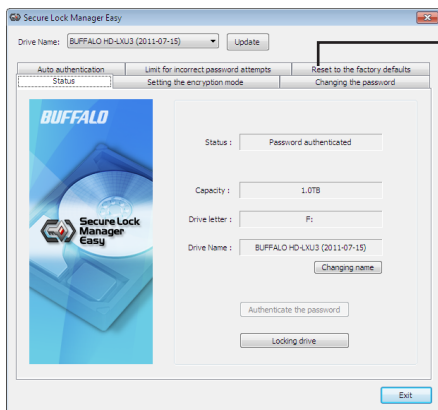 Secure Lock Manager Easy
Drive Name: BUFFALO HD-LXU3 (2011-07-15) Update
Auto authentication Limit for incorrect password attempts Reset to the factory defaults
Status Setting the encryption mode Changing the password
BUFFALO
Secure Lock
Manager
Easy
Status : Password authenticated
Capacity : 1.0TB
Drive letter : F:
Drive Name : BUFFALO HD-LXU3 (2011-07-15)
Changing name
Authenticate the password
Locking drive
Exit